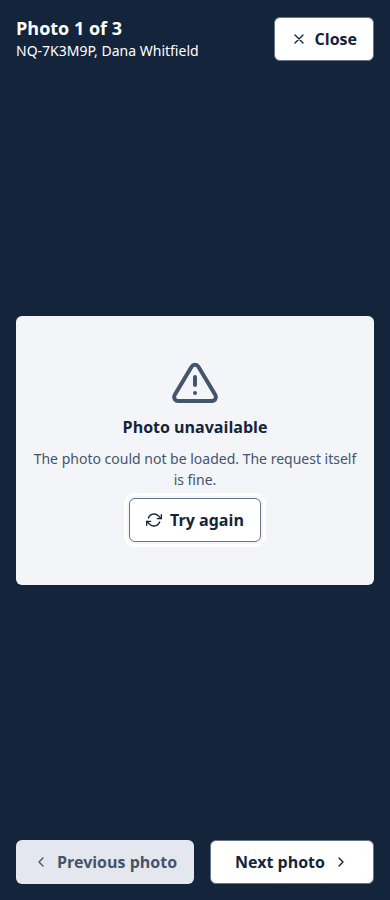 Photo 1 of 3
NQ-7K3M9P, Dana Whitfield
Close
Photo unavailable
The photo could not be loaded. The request itself
is fine.
Try again
Previous photo
Next photo